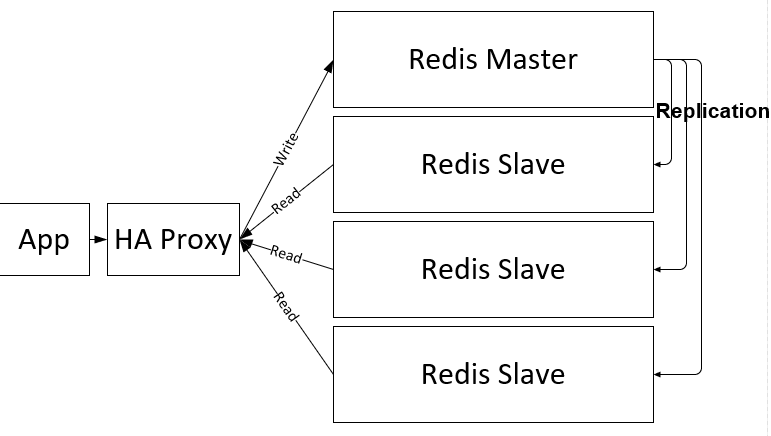 Redis Master
Replication
Write
Redis Slave
Read
App
HA Proxy
Read
Redis Slave
Read
Redis Slave